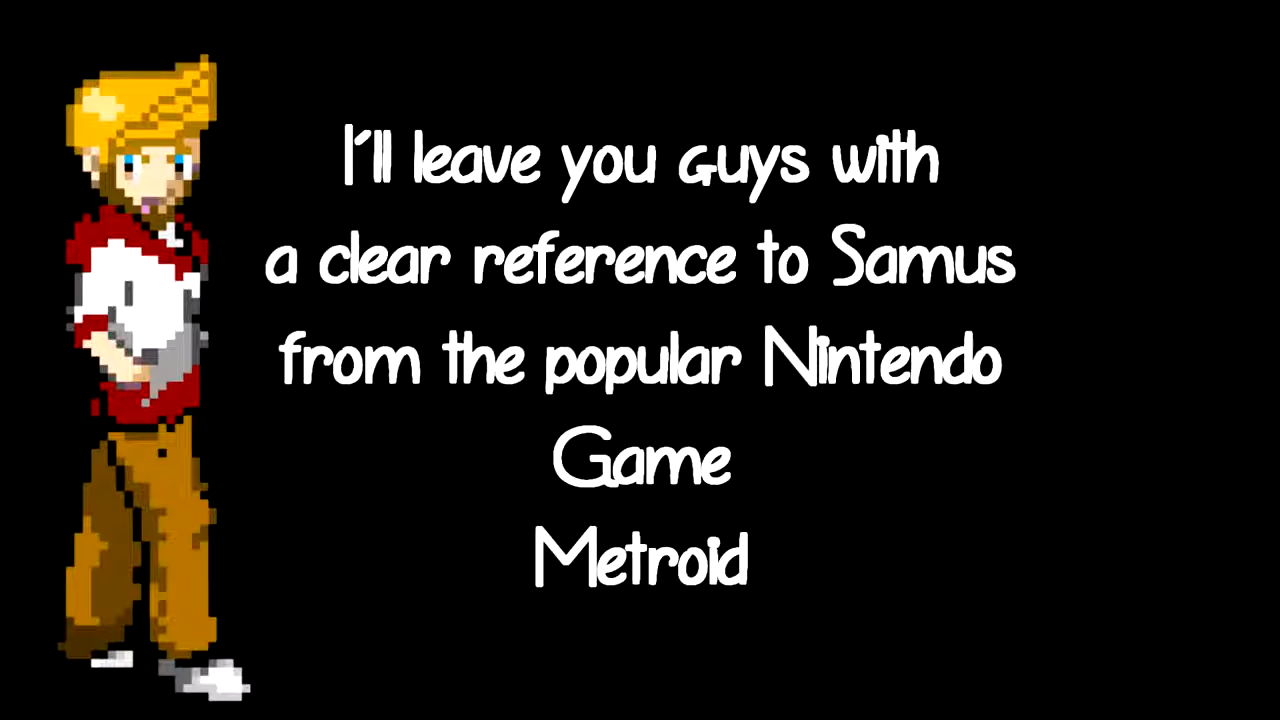 I'll leave you guys with
a clear reference to Samus
from the popular Nintendo
Game
Metroid